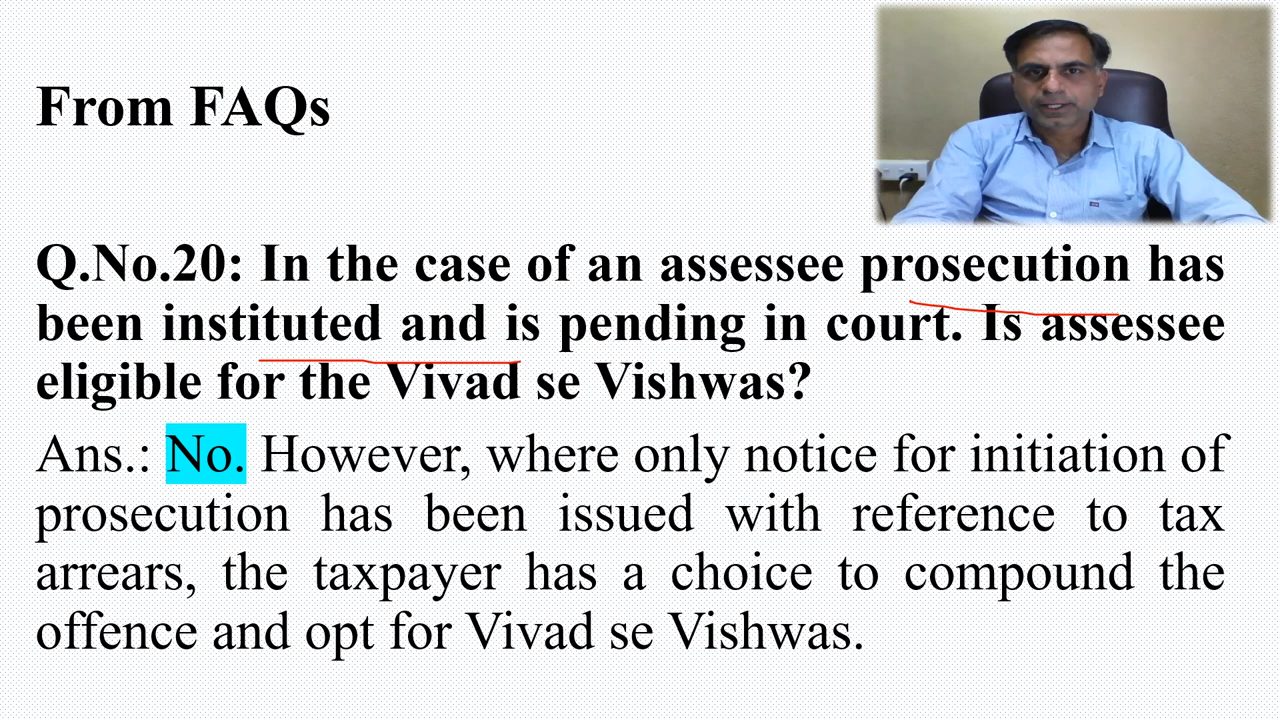 From FAQs
Q.No.20: In the case of an assessee prosecution has
been instituted and is pending in court. Is assessee
eligible for the Vivad se Vishwas?
Ans.: No. However, where only notice for initiation of
prosecution has been issued with reference to tax
arrears, the taxpayer has a choice to compound the
offence and opt for Vivad se Vishwas.